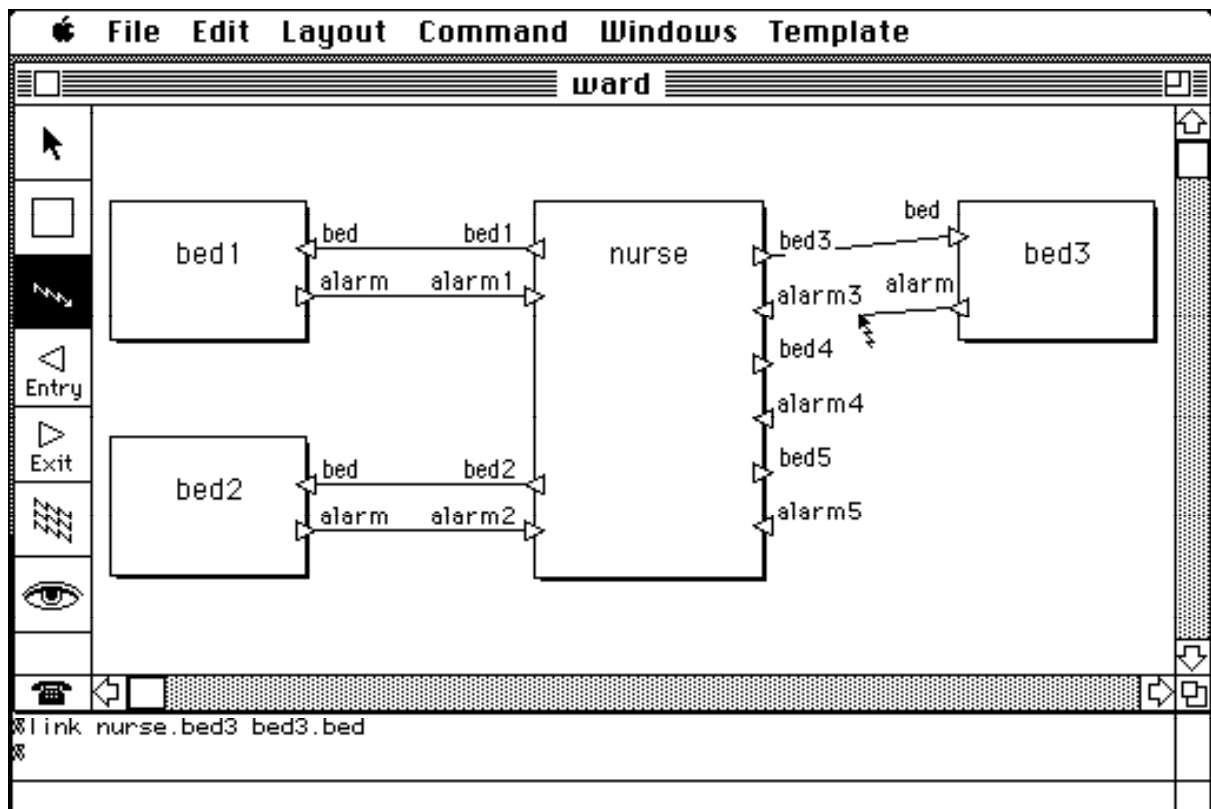 File Edit Layout Command Windows Template
ward
bed1
bed
alarm
bed1
alarm1
nurse
bed3
alarm3
bed4
alarm4
bed5
alarm5
bed
alarm
bed3
Entry
Exit
bed2
bed
alarm
bed2
alarm2
%link nurse.bed3 bed3.bed
%